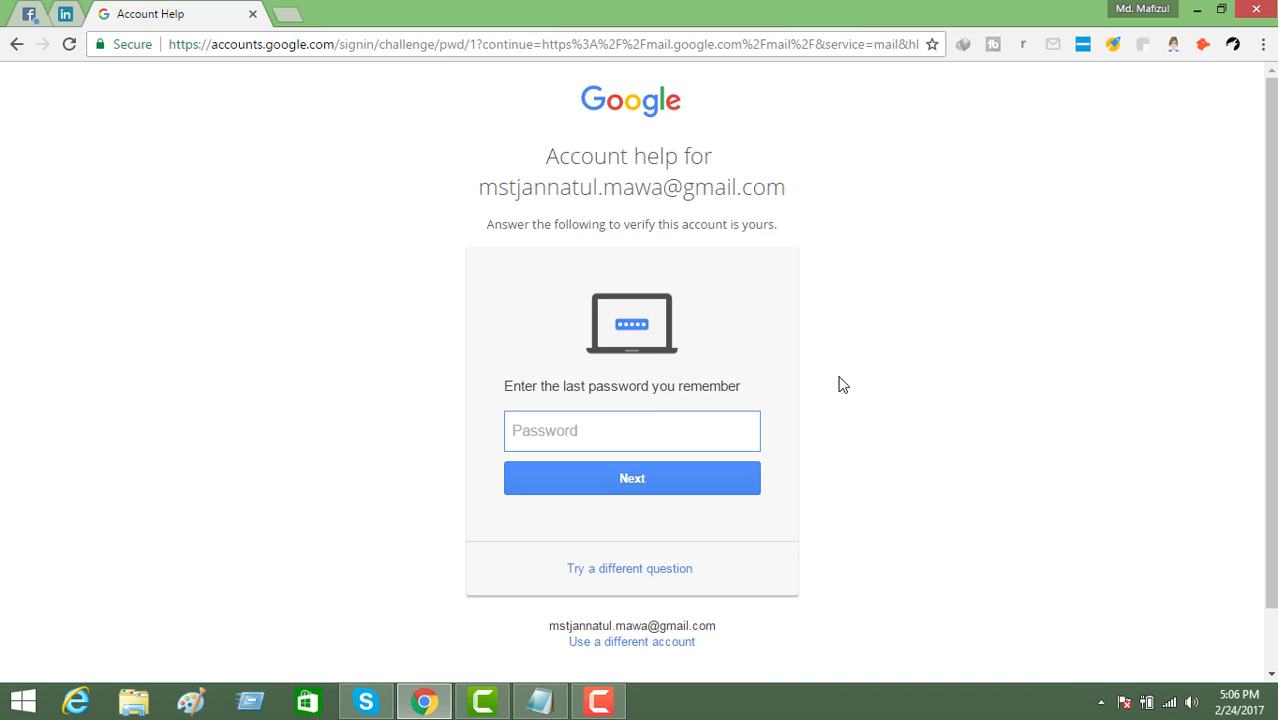 Account Help
Md. Mafizul
Secure
https://accounts.google.com/signin/challenge/pwd/1?continue=https%3A%2F%2Fmail.google.com%2Fmail%2F&service=mail&hl
Google
Account help for
mstjannatul.mawa@gmail.com
Answer the following to verify this account is yours.
Enter the last password you remember
Password
Next
Try a different question
mstjannatul.mawa@gmail.com
Use a different account
5:06 PM
2/24/2017